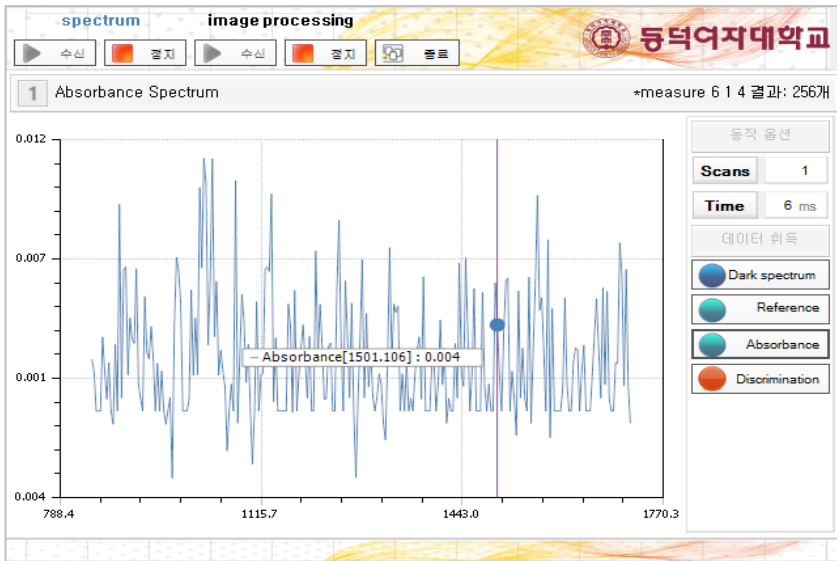 spectrum image processing
수신 정지 수신 정지 종료
동덕여자대학교
1 Absorbance Spectrum
*measure 6 1 4 결과: 256개
0.012
0.007
0.001
0.004
788.4 1115.7 1443.0 1770.3
Absorbance[1501.106] : 0.004
동작 옵션
Scans 1
Time 6 ms
데이터 취득
Dark spectrum
Reference
Absorbance
Discrimination